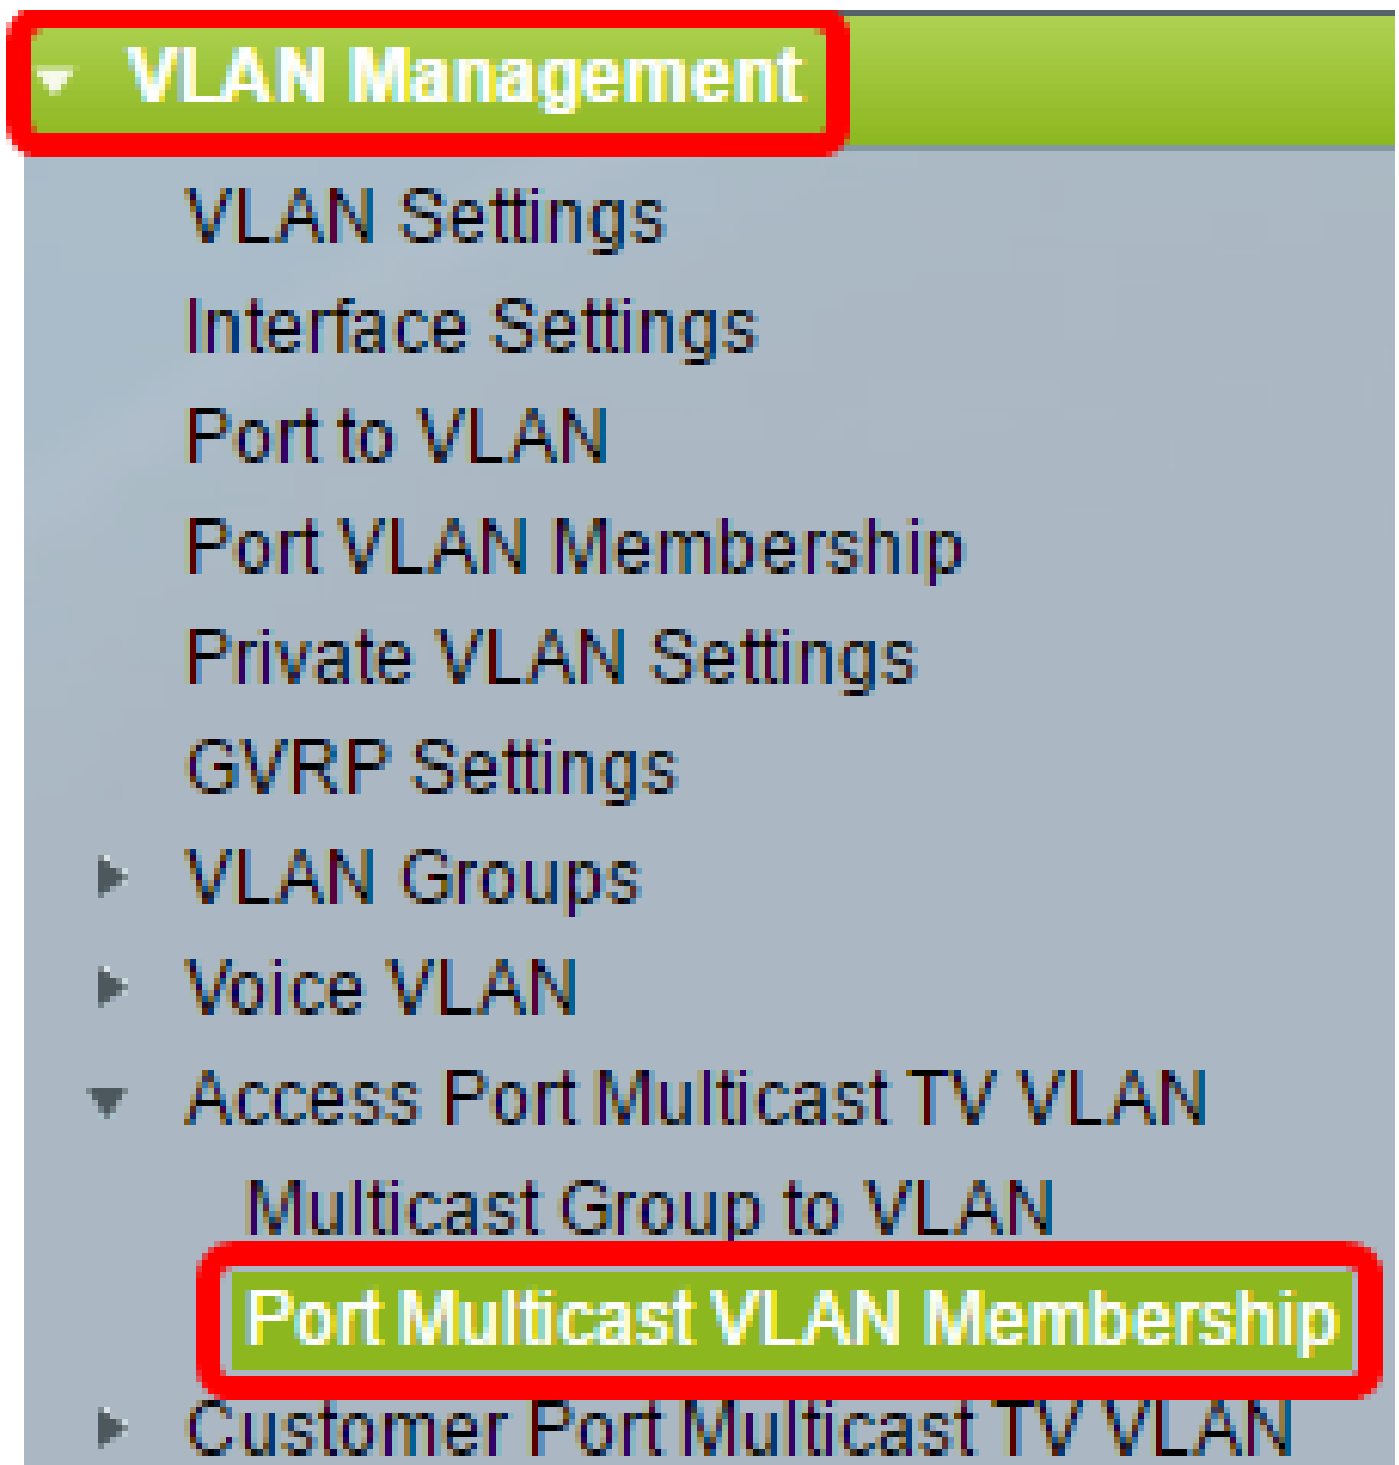 VLAN Management
VLAN Settings
Interface Settings
Port to VLAN
Port VLAN Membership
Private VLAN Settings
GVRP Settings
VLAN Groups
Voice VLAN
Access Port Multicast TV VLAN
Multicast Group to VLAN
Port Multicast VLAN Membership
Customer Port Multicast TV VLAN